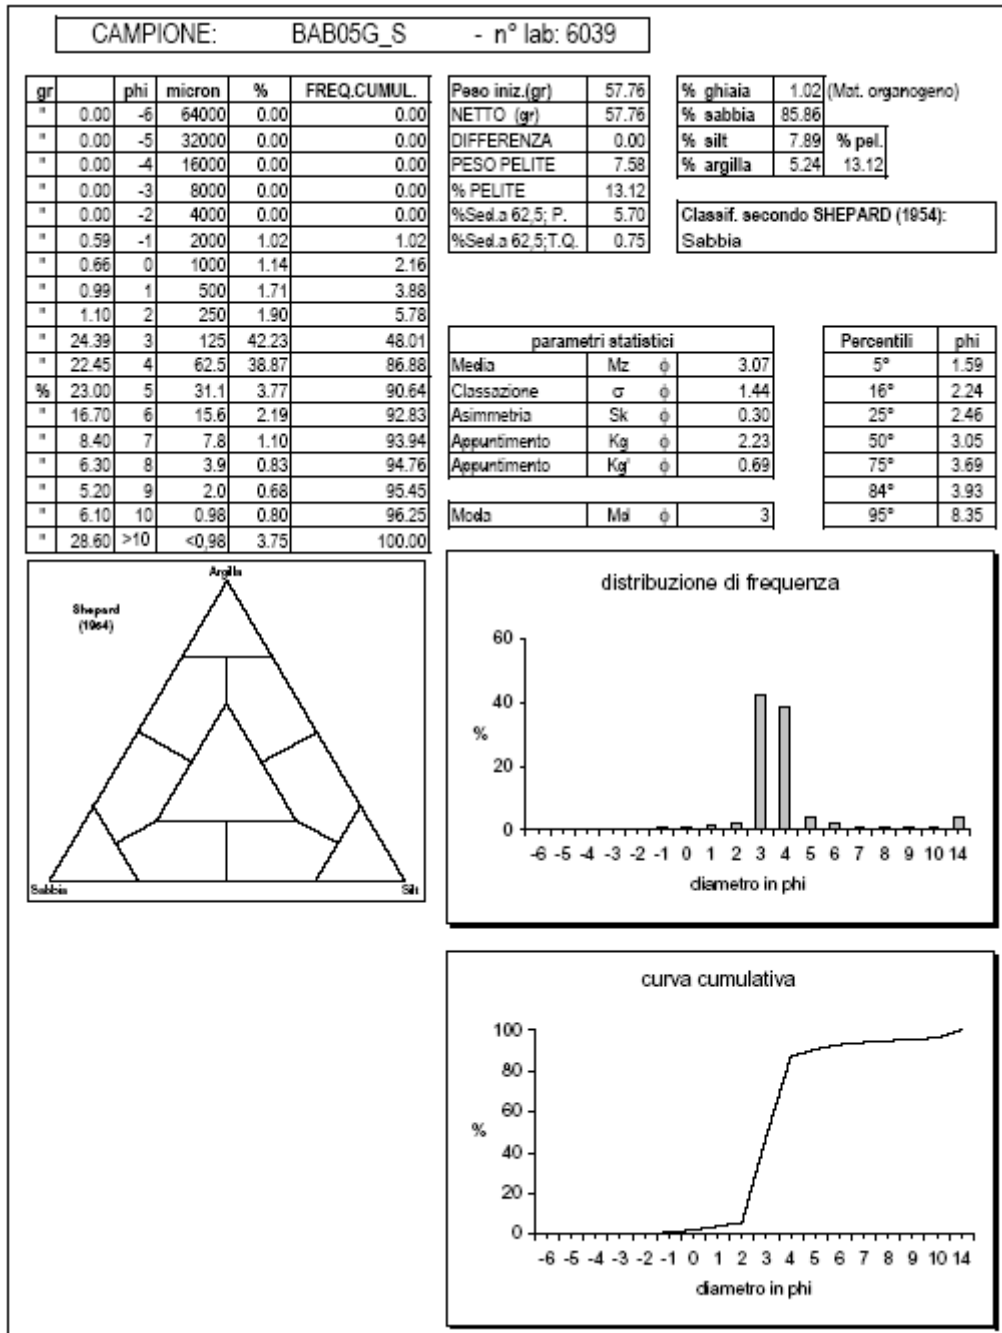 CAMPIONE: BAB05G_S - n° lab: 6039
gr phi micron % FREQ.CUMUL.
" 0.00 -6 64000 0.00 0.00
" 0.00 -5 32000 0.00 0.00
" 0.00 -4 16000 0.00 0.00
" 0.00 -3 8000 0.00 0.00
" 0.00 -2 4000 0.00 0.00
" 0.59 -1 2000 1.02 1.02
" 0.66 0 1000 1.14 2.16
" 0.99 1 500 1.71 3.88
" 1.10 2 250 1.90 5.78
" 24.39 3 125 42.23 48.01
" 22.45 4 62.5 38.87 86.88
% 23.00 5 31.1 3.77 90.64
" 16.70 6 15.6 2.19 92.83
" 8.40 7 7.8 1.10 93.94
" 6.30 8 3.9 0.83 94.76
" 5.20 9 2.0 0.68 95.45
" 6.10 10 0.98 0.80 96.25
" 28.60 >10 <0,98 3.75 100.00
Peso iniz.(gr) 57.76
NETTO (gr) 57.76
DIFFERENZA 0.00
PESO PELITE 7.58
% PELITE 13.12
%Sed.a 62,5; P. 5.70
%Sed.a 62,5;T.Q. 0.75
% ghiaia 1.02 (Mat. organogeno)
% sabbia 85.86
% silt 7.89 % pel.
% argilla 5.24 13.12
Classif. secondo SHEPARD (1954):
Sabbia
parametri statistici
Media Mz ϕ 3.07
Classazione σ ϕ 1.44
Asimmetria Sk ϕ 0.30
Appuntimento Kg ϕ 2.23
Appuntimento Kg' ϕ 0.69
Moda Md ϕ 3
Percentili phi
5° 1.59
16° 2.24
25° 2.46
50° 3.05
75° 3.69
84° 3.93
95° 8.35
Argilla
Shepard
(1954)
Sabbia
Silt
distribuzione di frequenza
60
40
%
20
0
-6 -5 -4 -3 -2 -1 0 1 2 3 4 5 6 7 8 9 10 14
diametro in phi
curva cumulativa
100
80
60
%
40
20
0
-6 -5 -4 -3 -2 -1 0 1 2 3 4 5 6 7 8 9 10 14
diametro in phi